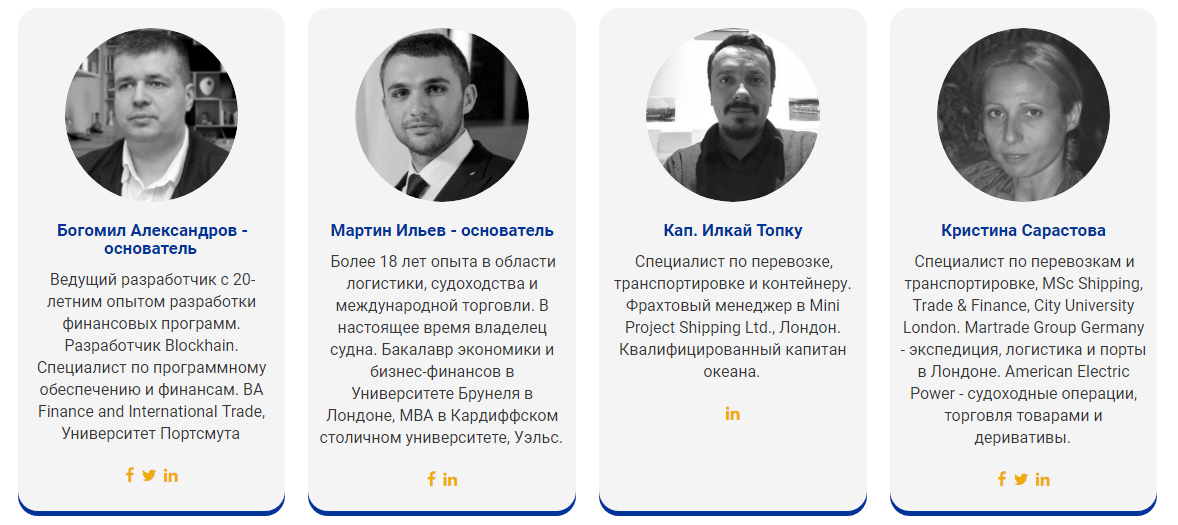 Богомил Александров -
основатель
Ведущий разработчик с 20-
летним опытом разработки
финансовых программ.
Разработчик Blockhain.
Специалист по программному
обеспечению и финансам. BA
Finance and International Trade,
Университет Портсмута
Мартин Ильев - основатель
Более 18 лет опыта в области
логистики, судоходства и
международной торговли. В
настоящее время владелец
судна. Бакалавр экономики и
бизнес-финансов в
Университете Брунеля в
Лондоне, MBA в Кардиффском
столичном университете, Уэльс.
Кап. Илкай Топку
Специалист по перевозке,
транспортировке и контейнеру.
Фрахтовый менеджер в Mini
Project Shipping Ltd., Лондон.
Квалифицированный капитан
океана.
Кристина Сарастова
Специалист по перевозкам и
транспортировке, MSc Shipping,
Trade & Finance, City University
London. Martrade Group Germany
- экспедиция, логистика и порты
в Лондоне. American Electric
Power - судоходные операции,
торговля товарами и
деривативы.